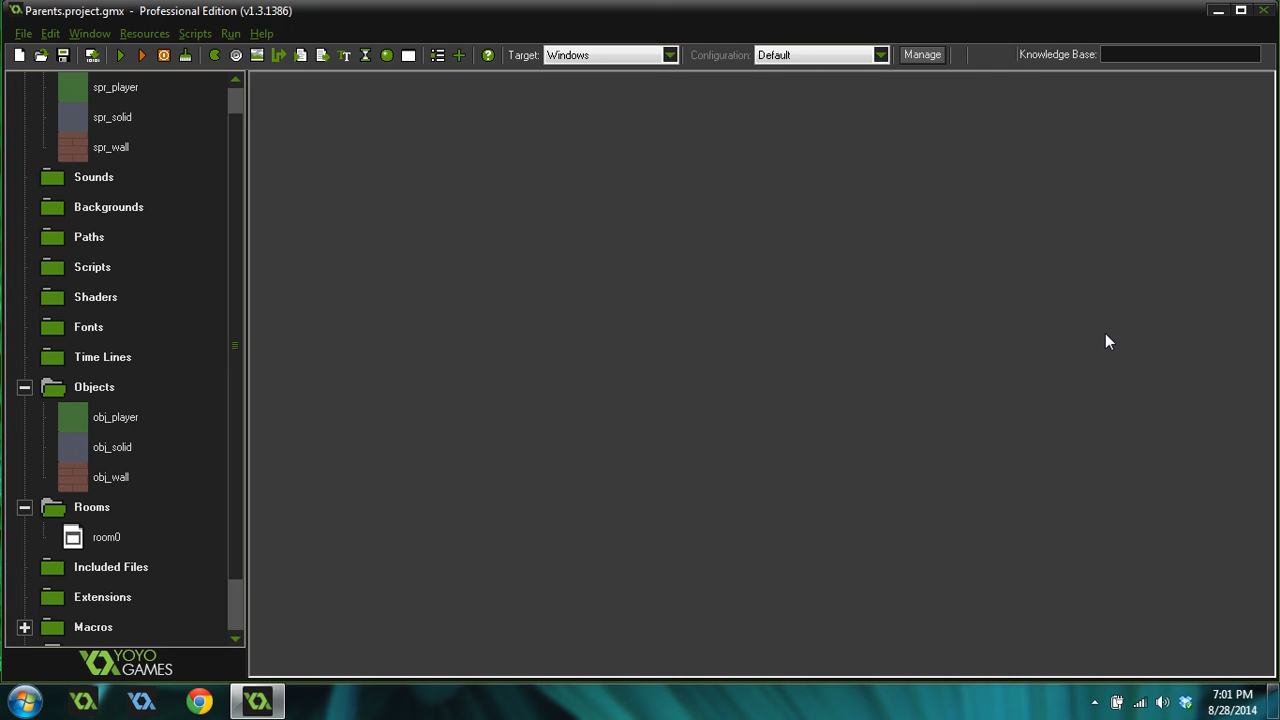 Parents.project.gmx - Professional Edition (v1.3.1386)
File Edit Window Resources Scripts Run Help
Target: Windows Configuration: Default Manage Knowledge Base:
spr_player
spr_solid
spr_wall
Sounds
Backgrounds
Paths
Scripts
Shaders
Fonts
Time Lines
Objects
obj_player
obj_solid
obj_wall
Rooms
room0
Included Files
Extensions
Macros
YOYO
GAMES
7:01 PM
8/28/2014